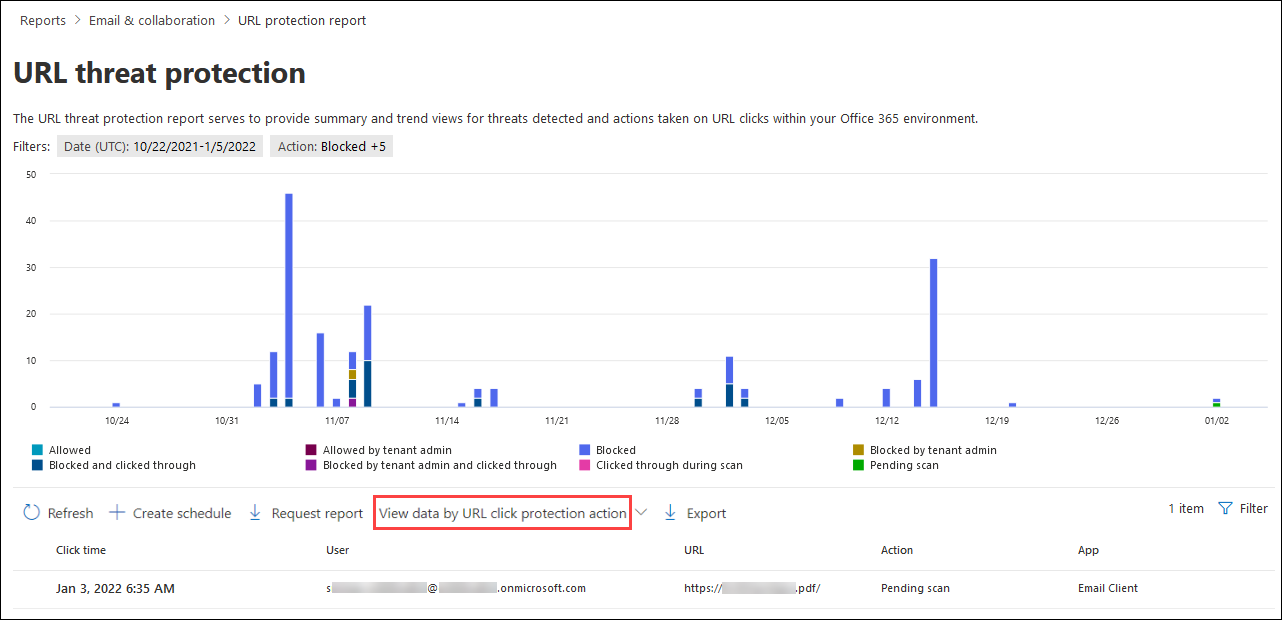 Reports > Email & collaboration > URL protection report
URL threat protection
The URL threat protection report serves to provide summary and trend views for threats detected and actions taken on URL clicks within your Office 365 environment.
Filters: Date (UTC): 10/22/2021-1/5/2022 Action: Blocked +5
50
40
30
20
10
0
10/24 10/31 11/07 11/14 11/21 11/28 12/05 12/12 12/19 12/26 01/02
Allowed Allowed by tenant admin Blocked Blocked by tenant admin
Blocked and clicked through Blocked by tenant admin and clicked through Clicked through during scan Pending scan
Refresh Create schedule Request report View data by URL click protection action Export 1 item Filter
Click time User URL Action App
Jan 3, 2022 6:35 AM s @ .onmicrosoft.com https:// .pdf/ Pending scan Email Client